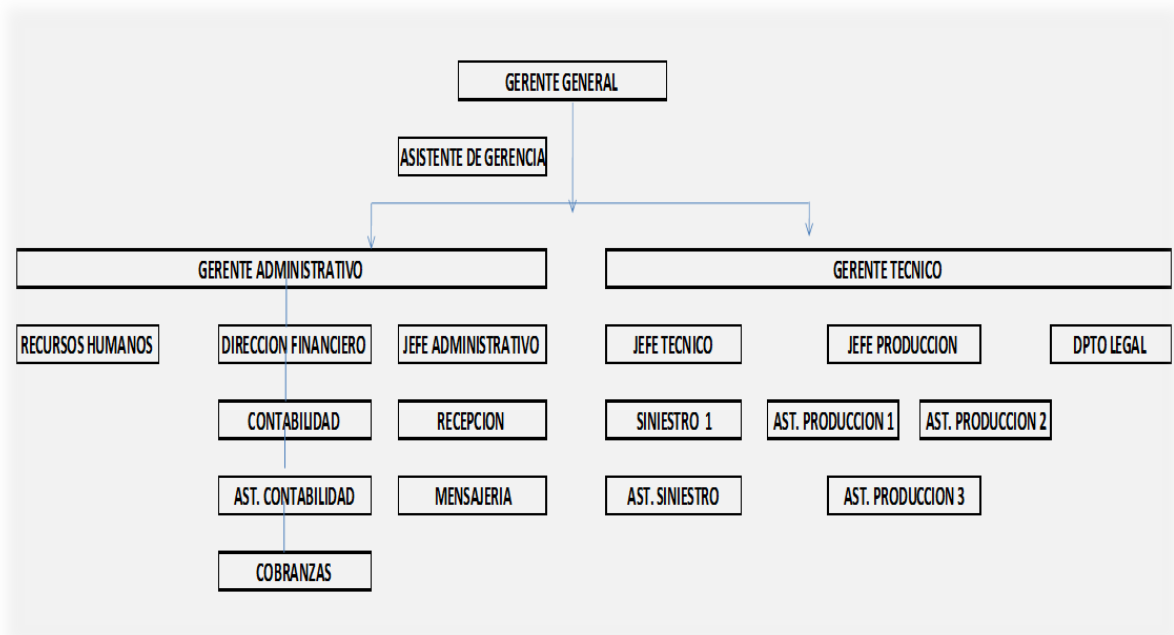 GERENTE GENERAL
ASISTENTE DE GERENCIA
GERENTE ADMINISTRATIVO
GERENTE TECNICO
RECURSOS HUMANOS
DIRECCION FINANCIERO
JEFE ADMINISTRATIVO
JEFE TECNICO
JEFE PRODUCCION
DPTO LEGAL
CONTABILIDAD
RECEPCION
SINIESTRO 1
AST. PRODUCCION 1
AST. PRODUCCION 2
AST. CONTABILIDAD
MENSAJERIA
AST. SINIESTRO
AST. PRODUCCION 3
COBRANZAS